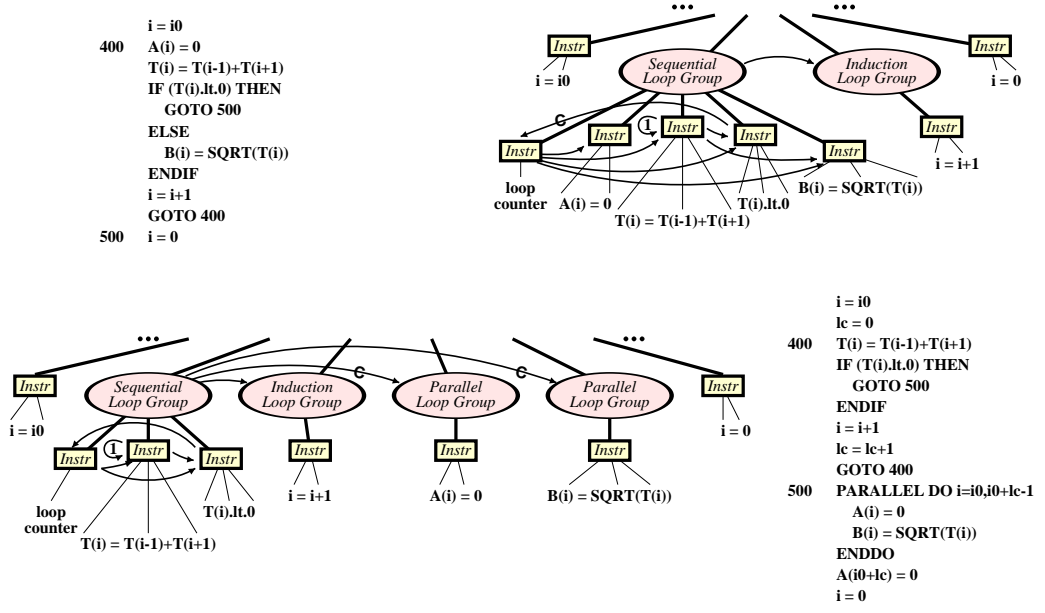 i = i0
400 A(i) = 0
T(i) = T(i-1)+T(i+1)
IF (T(i).lt.0) THEN
GOTO 500
ELSE
B(i) = SQRT(T(i))
ENDIF
i = i+1
GOTO 400
500 i = 0
... ...
Instr Instr
Sequential Loop Group
Induction Loop Group
i = i0
i = 0
C
1
Instr Instr Instr Instr Instr
Instr
i = i+1
loop counter
A(i) = 0
T(i) = T(i-1)+T(i+1)
T(i).lt.0
B(i) = SQRT(T(i))
... ...
C C
Instr
Sequential Loop Group
Induction Loop Group
Parallel Loop Group
Parallel Loop Group
Instr
i = i0
i = 0
1
Instr Instr Instr Instr Instr Instr
loop counter
T(i) = T(i-1)+T(i+1)
T(i).lt.0
i = i+1
A(i) = 0
B(i) = SQRT(T(i))
i = i0
lc = 0
400 T(i) = T(i-1)+T(i+1)
IF (T(i).lt.0) THEN
GOTO 500
ENDIF
i = i+1
lc = lc+1
GOTO 400
500 PARALLEL DO i=i0,i0+lc-1
A(i) = 0
B(i) = SQRT(T(i))
ENDDO
A(i0+lc) = 0
i = 0